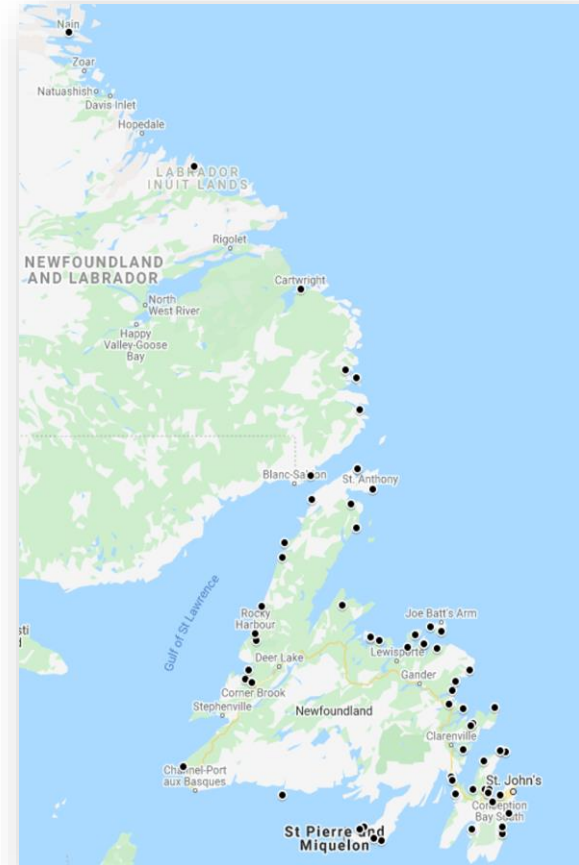 Nain
Zoar
Natuashish
Davis Inlet
Hopedale
LABRADOR
INUIT LANDS
Rigolet
NEWFOUNDLAND
AND LABRADOR
Cartwright
North
West River
Happy
Valley-Goose
Bay
St. Anthony
Gulf of St Lawrence
Joe Batt's Arm
Rocky
Harbour
Lewisporte
Deer Lake
Gander
Corner Brook
Stephenville
Newfoundland
Clarenville
Channel-Port
aux Basques
St. John's
Conception
Bay South
St Pierre and
Miquelon